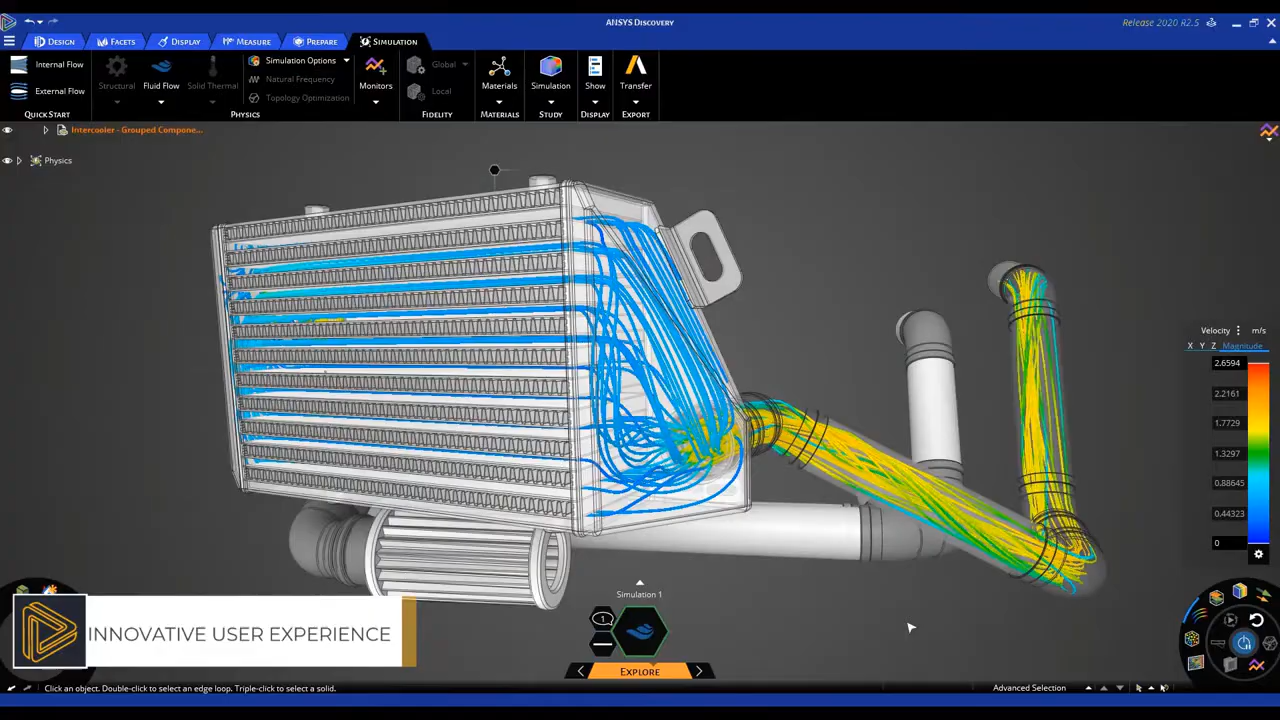 ANSYS Discovery
Release 2020 R2.5
DESIGN FACETS DISPLAY MEASURE PREPARE SIMULATION
Internal Flow
External Flow
QUICK START
Structural Fluid Flow Solid Thermal
Simulation Options
Natural Frequency
Topology Optimization
PHYSICS
Monitors
Global
Local
FIDELITY
Materials
MATERIALS
Simulation
STUDY
Show
DISPLAY
Transfer
EXPORT
Intercooler - Grouped Compone...
Physics
Velocity m/s
X Y Z Magnitude
2.6594
2.2161
1.7729
1.3297
0.88645
0.44323
0
Simulation 1
1
INNOVATIVE USER EXPERIENCE
EXPLORE
Click an object. Double-click to select an edge loop. Triple-click to select a solid.
Advanced Selection